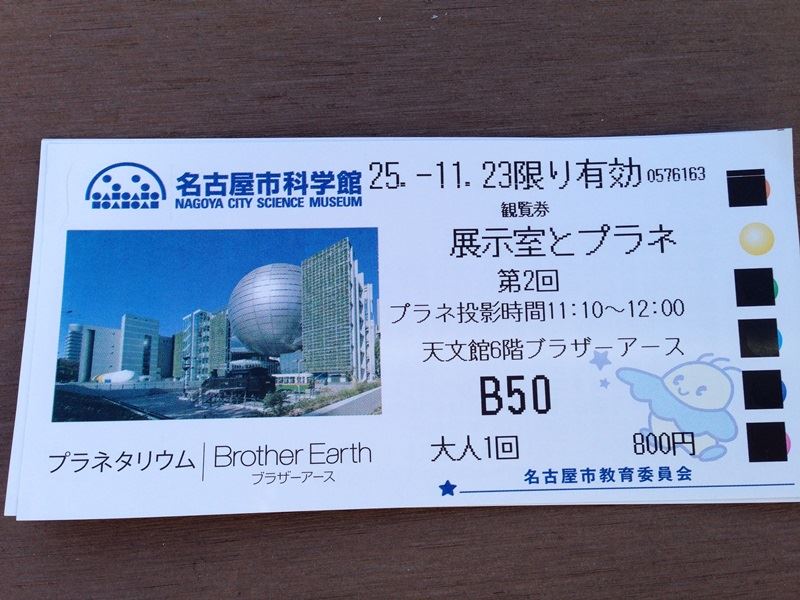 名古屋市科学館
NAGOYA CITY SCIENCE MUSEUM
25. -11. 23限り有効 0576163
観覧券
展示室とプラネ
第2回
プラネ投影時間11:10〜12:00
天文館6階ブラザーアース
B50
大人1回 800円
名古屋市教育委員会
プラネタリウム | Brother Earth
ブラザーアース